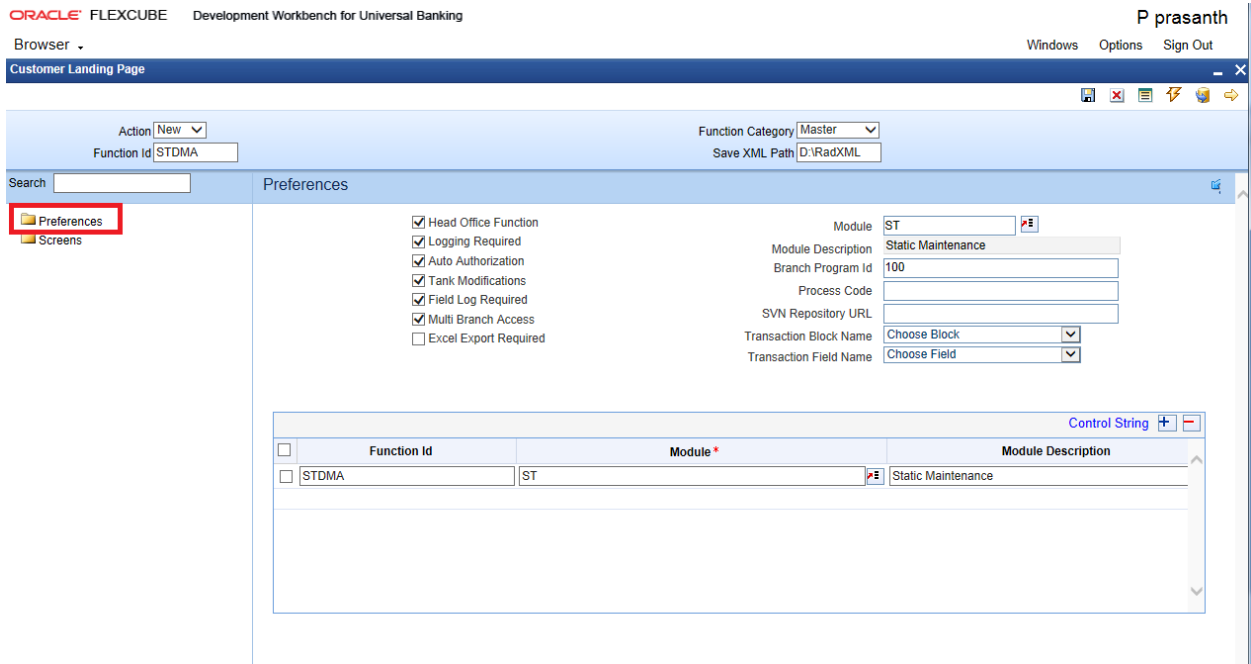 ORACLE FLEXCUBE Development Workbench for Universal Banking P prasanth
Browser Windows Options Sign Out
Customer Landing Page
Action New Function Category Master
Function Id STDMA Save XML Path D:\RadXML
Search Preferences
Preferences
Screens
Head Office Function
Logging Required
Auto Authorization
Tank Modifications
Field Log Required
Multi Branch Access
Excel Export Required
Module ST
Module Description Static Maintenance
Branch Program Id 100
Process Code
SVN Repository URL
Transaction Block Name Choose Block
Transaction Field Name Choose Field
Control String
Function Id Module * Module Description
STDMA ST Static Maintenance